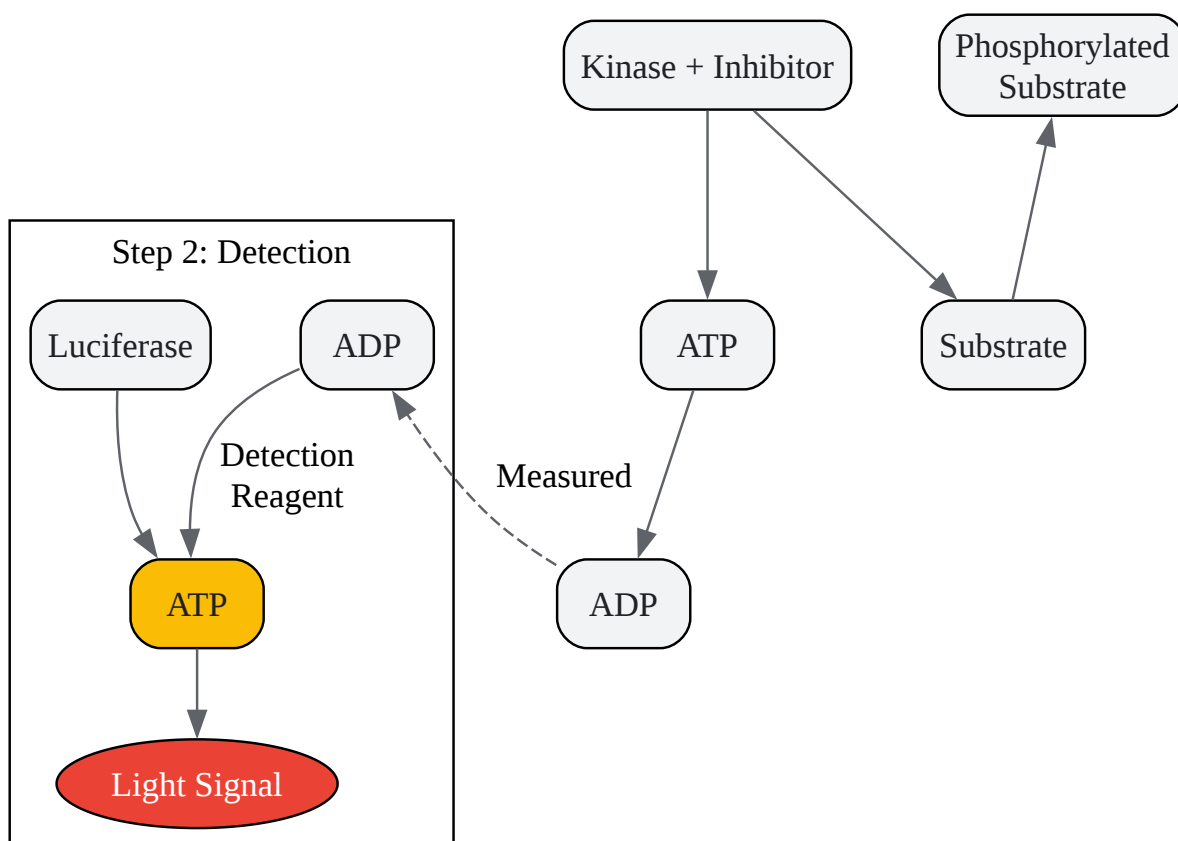 Kinase + Inhibitor
Phosphorylated
Substrate
Step 2: Detection
Luciferase
ADP
ATP
Substrate
Detection
Reagent
Measured
ATP
ADP
Light Signal